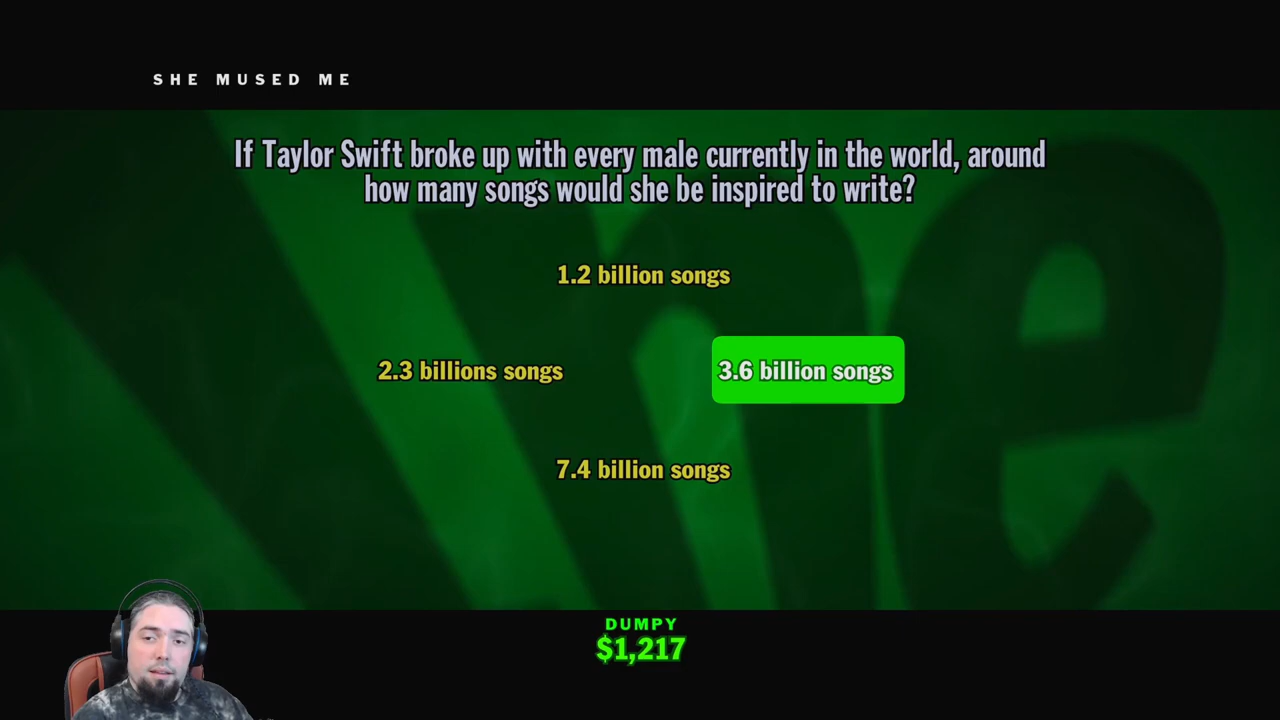 SHE MUSED ME
If Taylor Swift broke up with every male currently in the world, around
how many songs would she be inspired to write?
1.2 billion songs
2.3 billions songs
3.6 billion songs
7.4 billion songs
DUMPY
$1,217